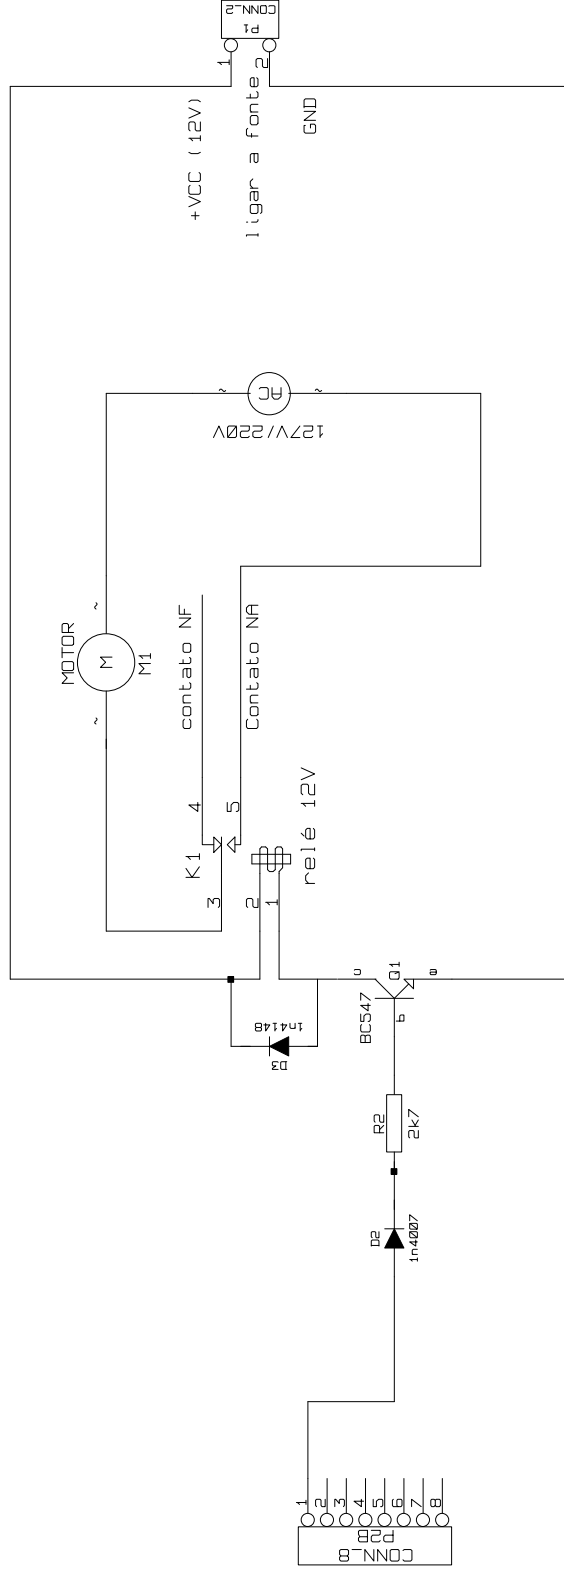 CONN_2
P1
1
2
+VCC (12V)
ligar a fonte
GND
~
AC
~
127V/220V
MOTOR
~
M
M1
~
contato NF
Contato NA
4
5
K1
3
2
1
relé 12V
1n4148
D3
c
Q1
e
BC547
b
R2
2k7
D2
1n4007
1
2
3
4
5
6
7
8
P2B
CONN_8